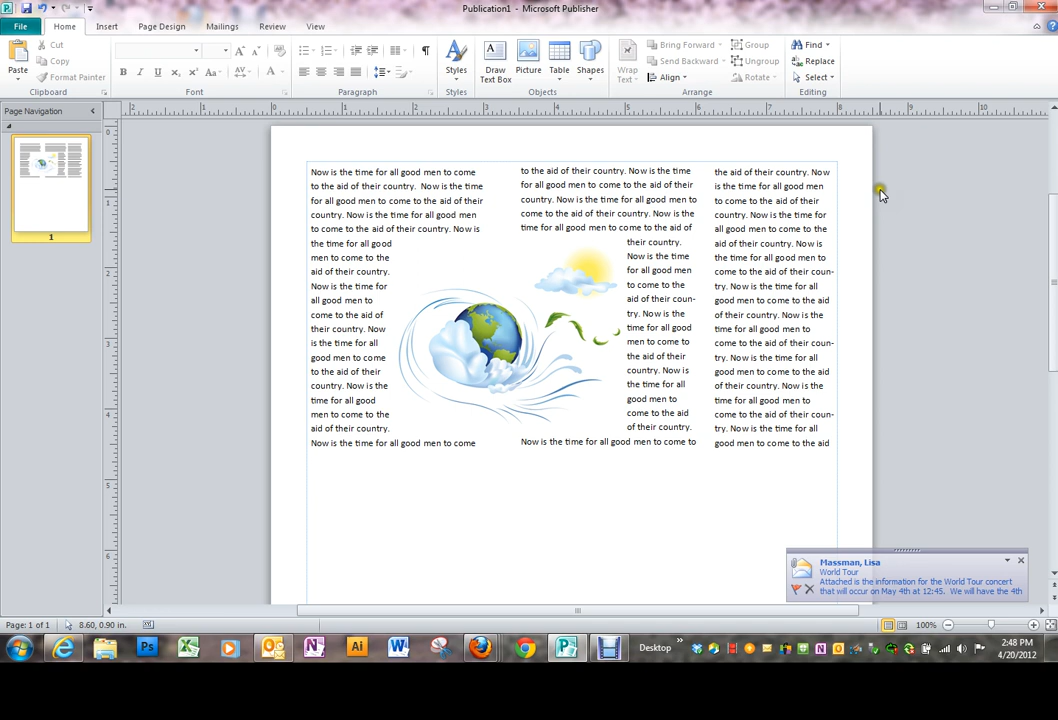 Publication1 - Microsoft Publisher
File
Home
Insert
Page Design
Mailings
Review
View
Paste
Cut
Copy
Format Painter
Clipboard
Font
Paragraph
Styles
Styles
Draw
Text Box
Picture
Table
Shapes
Objects
Wrap
Text
Bring Forward
Send Backward
Align
Group
Ungroup
Rotate
Arrange
Find
Replace
Select
Editing
Page Navigation
1
Now is the time for all good men to come
to the aid of their country. Now is the time
for all good men to come to the aid of their
country. Now is the time for all good men
to come to the aid of their country. Now is
the time for all good
men to come to the
aid of their country.
Now is the time for
all good men to
come to the aid of
their country. Now
is the time for all
good men to come
to the aid of their
country. Now is the
time for all good
men to come to the
aid of their country.
Now is the time for all good men to come
to the aid of their country. Now is the time
for all good men to come to the aid of their
country. Now is the time for all good men to
come to the aid of their country. Now is the
time for all good men to come to the aid of
their country.
Now is the time
for all good men
to come to the
aid of their coun-
try. Now is the
time for all good
men to come to
the aid of their
country. Now is
the time for all
good men to
come to the aid
of their country.
Now is the time for all good men to come to
the aid of their country. Now
is the time for all good men
to come to the aid of their
country. Now is the time for
all good men to come to the
aid of their country. Now is
the time for all good men to
come to the aid of their coun-
try. Now is the time for all
good men to come to the aid
of their country. Now is the
time for all good men to
come to the aid of their coun-
try. Now is the time for all
good men to come to the aid
of their country. Now is the
time for all good men to
come to the aid of their coun-
try. Now is the time for all
good men to come to the aid
Massman, Lisa
World Tour
Attached is the information for the World Tour concert
that will occur on May 4th at 12:45. We will have the 4th
Page: 1 of 1
8.60, 0.90 in.
100%
Desktop
2:48 PM
4/20/2012